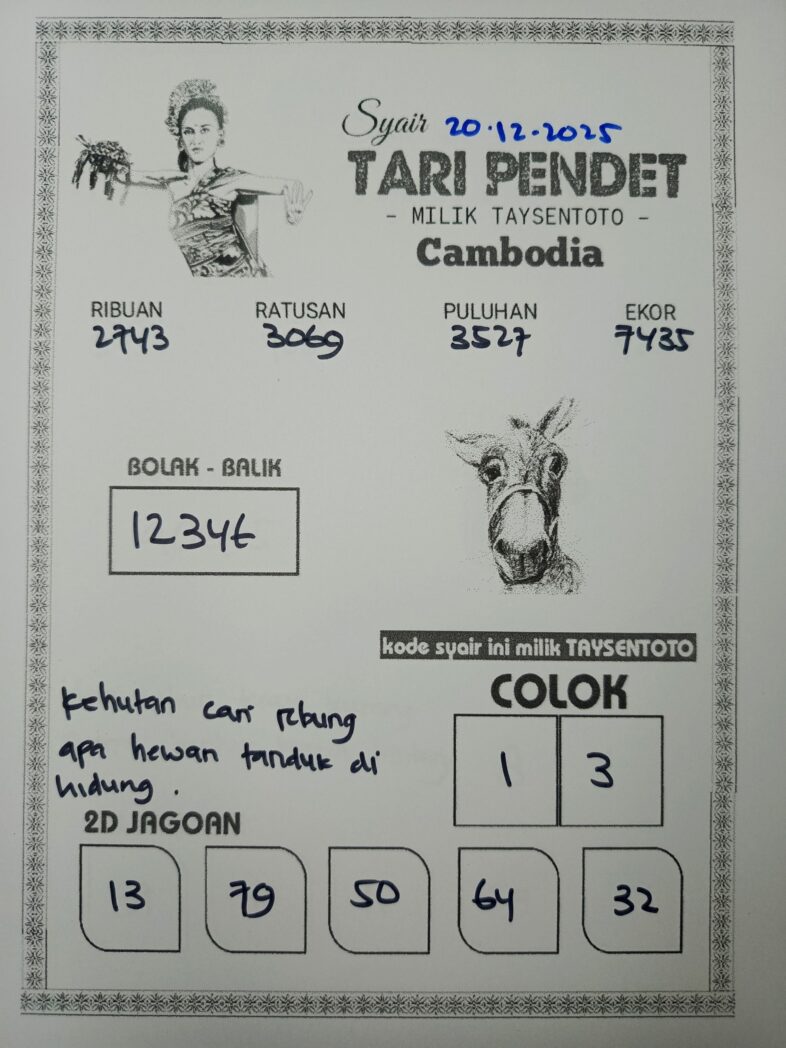 Syair 20.12.2025
TARI PENDET
- MILIK TAYSENTOTO -
Cambodia
RIBUAN RATUSAN PULUHAN EKOR
2743 3069 3527 7435
BOLAK - BALIK
12346
kode syair ini milik TAYSENTOTO
COLOK
1 3
Kehutan cari rebung
apa hewan tanduk di
hidung.
2D JAGOAN
13 79 50 64 32